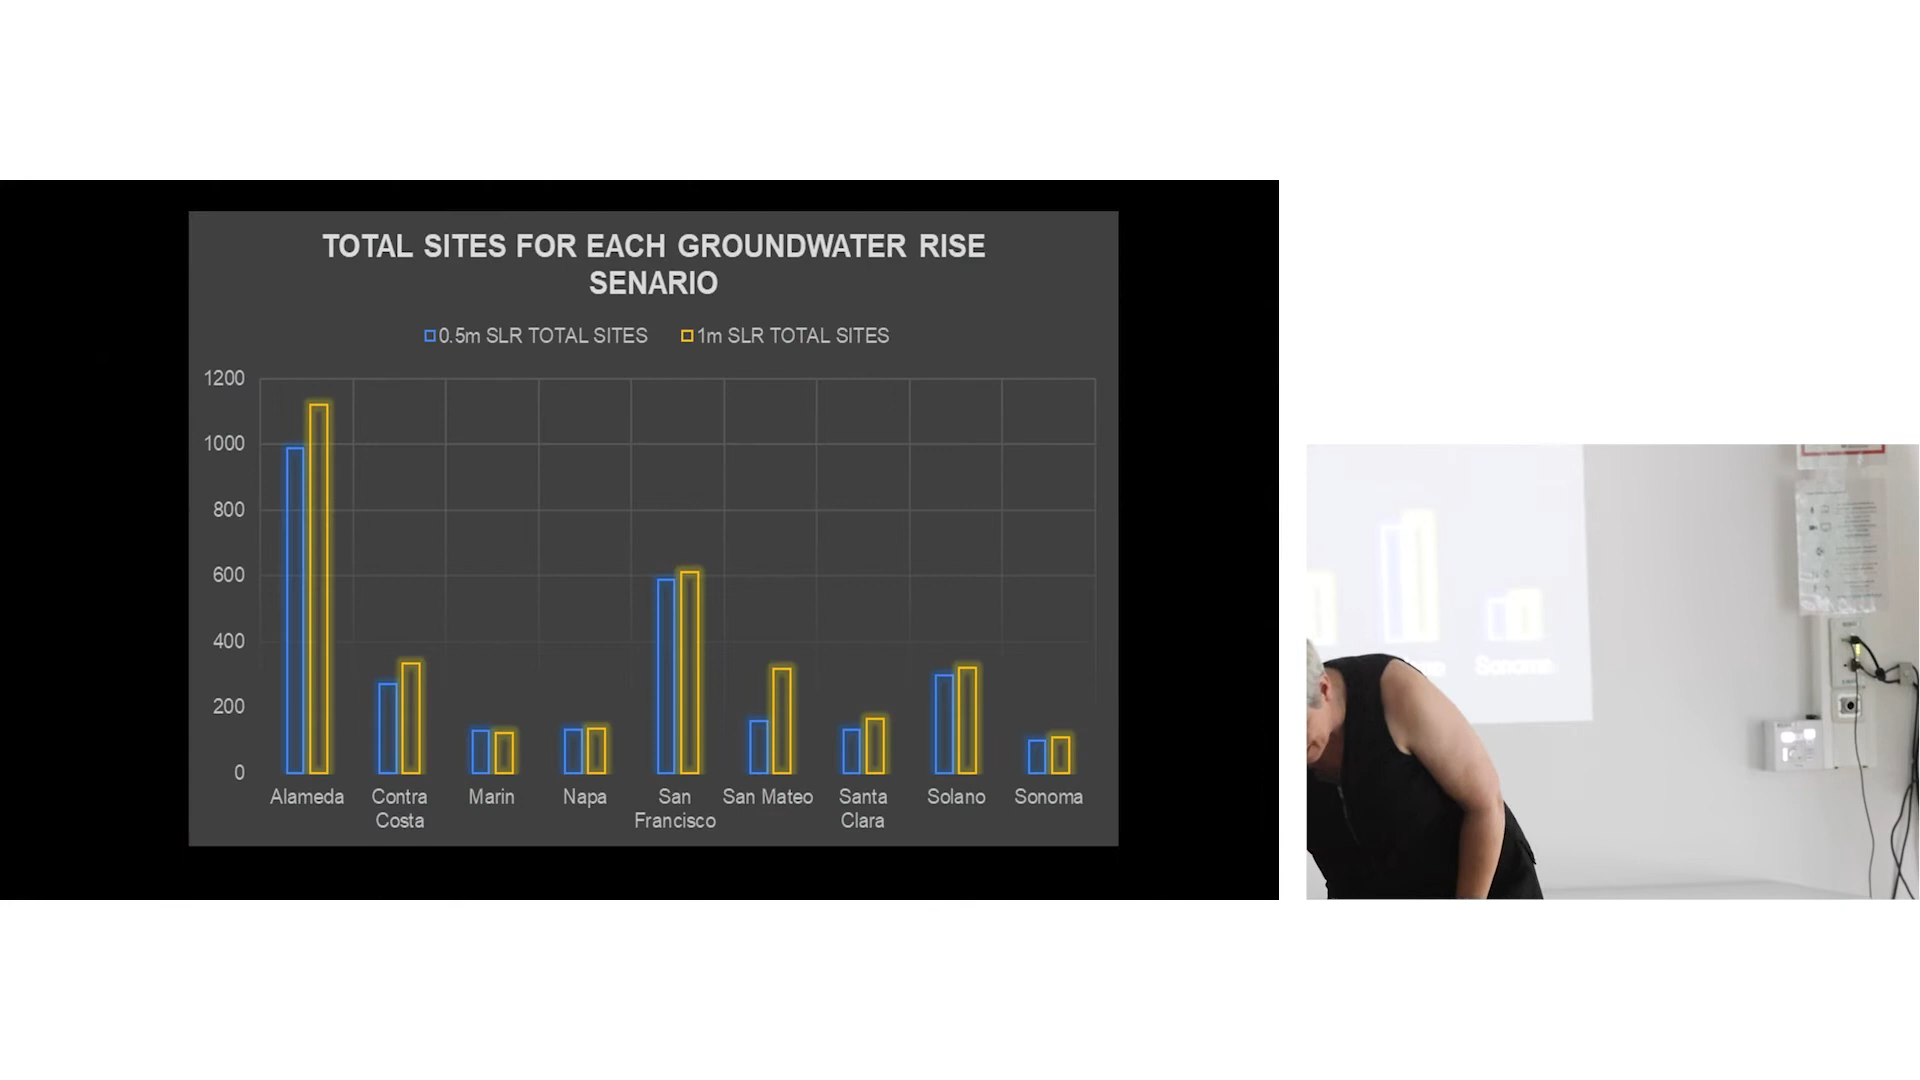 TOTAL SITES FOR EACH GROUNDWATER RISE
SENARIO
0.5m SLR TOTAL SITES 1m SLR TOTAL SITES
1200
1000
800
600
400
200
0
Alameda Contra Costa Marin Napa San Francisco San Mateo Santa Clara Solano Sonoma
Sonoma